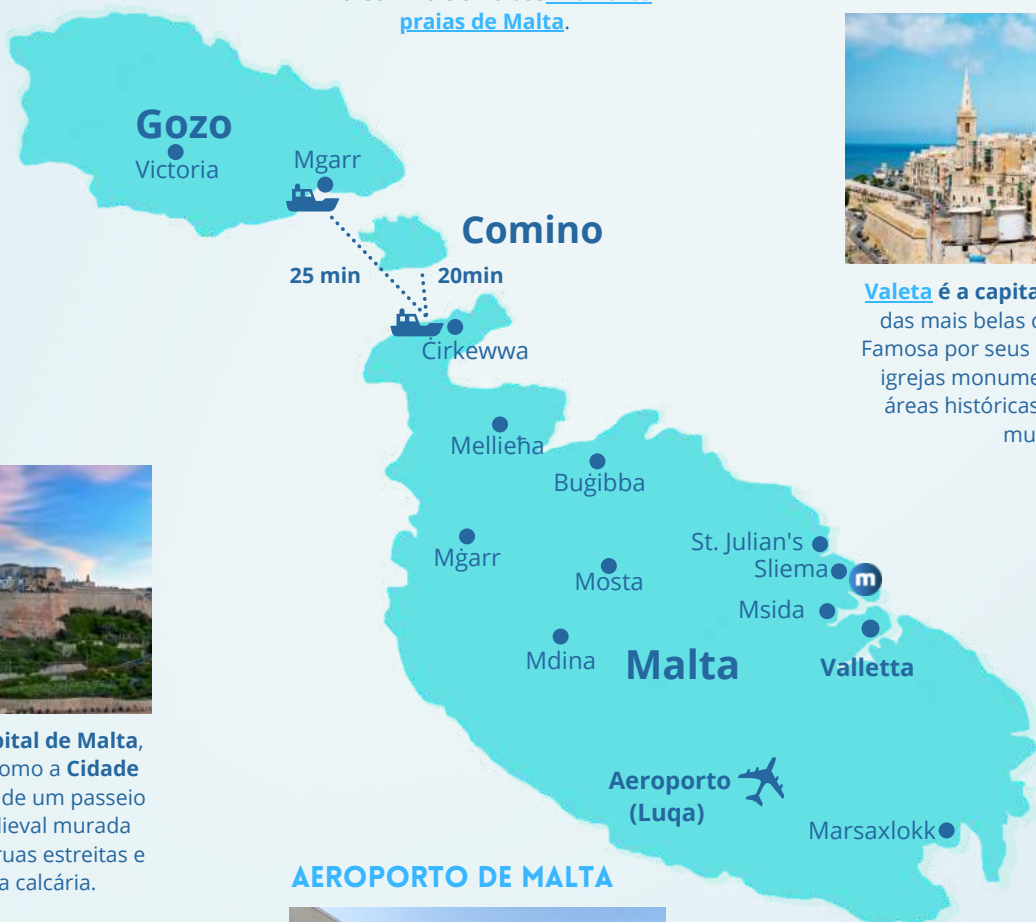 praias de Malta.
Gozo
Victoria
Mgarr
Comino
25 min
20min
Ċirkewwa
Valeta é a capita
das mais belas
Famosa por seus
igrejas monume
áreas históricas
mu
Mellieħa
Buġibba
Mġarr
Mosta
St. Julian's
Sliema
m
Msida
Mdina
Malta
Valletta
pital de Malta,
omo a Cidade
de um passeio
dieval murada
ruas estreitas e
a calcária.
Aeroporto
(Luqa)
Marsaxlokk
AEROPORTO DE MALTA